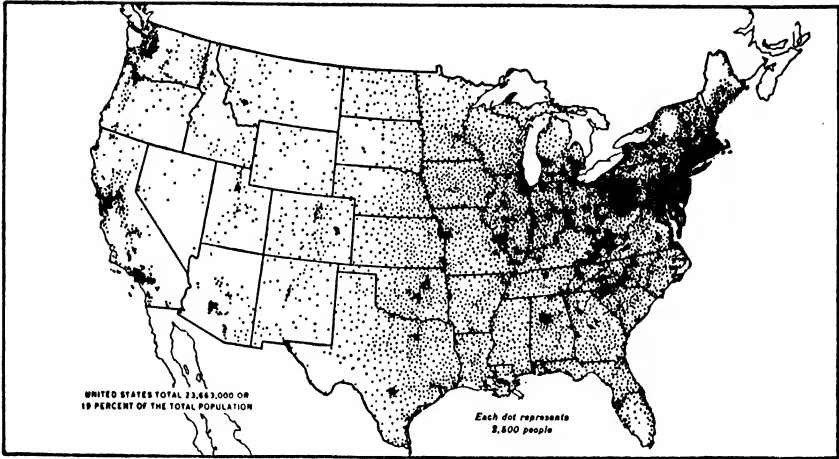 UNITED STATES TOTAL 23,663,000 OR
19 PERCENT OF THE TOTAL POPULATION
Each dot represents
2,500 people